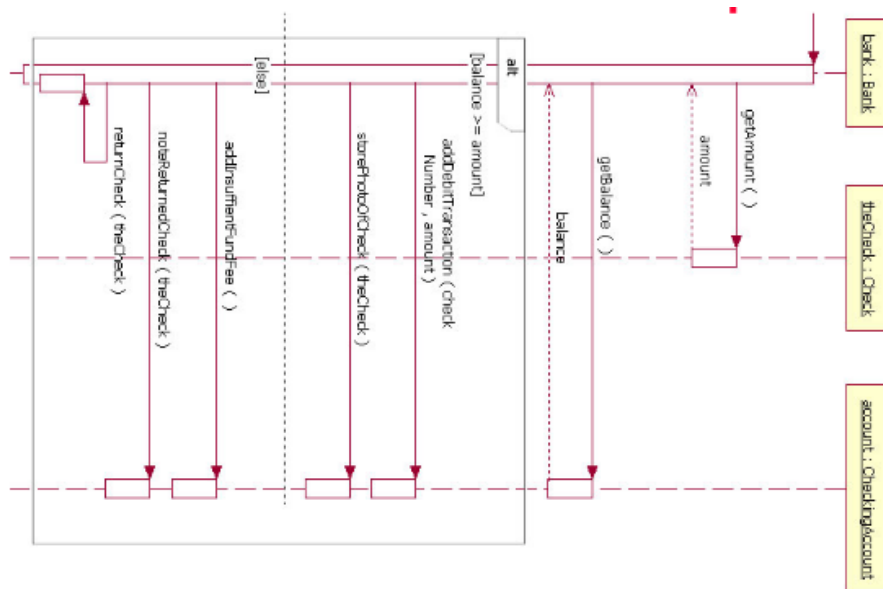 bank : Bank
theCheck : Check
account : CheckingAccount
getAmount ( )
amount
getBalance ( )
balance
alt
[balance >= amount]
addDebitTransaction ( check
Number , amount )
storePhotoOfCheck ( theCheck )
[else]
addInsuffientFundFee ( )
noteReturnedCheck ( theCheck )
returnCheck ( theCheck )